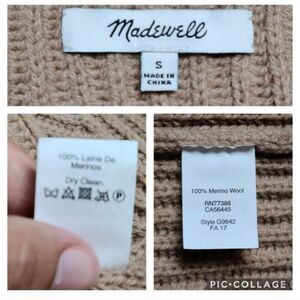 Madewell
S
MADE IN
CHINA
100% Laine De
Merinos
Dry Clean.
P
100% Merino Wool
RN77388
CA56445
Style G9642
FA 17
PIC•COLLAGE